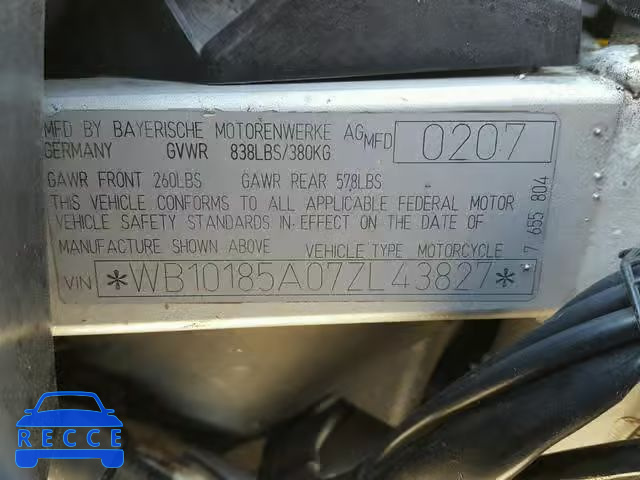 MFD BY BAYERISCHE MOTORENWERKE AG MFD 0207
GERMANY GVWR 838LBS/380KG
GAWR FRONT 260LBS GAWR REAR 578LBS
THIS VEHICLE CONFORMS TO ALL APPLICABLE FEDERAL MOTOR
VEHICLE SAFETY STANDARDS IN EFFECT ON THE DATE OF
MANUFACTURE SHOWN ABOVE VEHICLE TYPE MOTORCYCLE
VIN *WB10185A07ZL43827*
7 655 804
RECCE